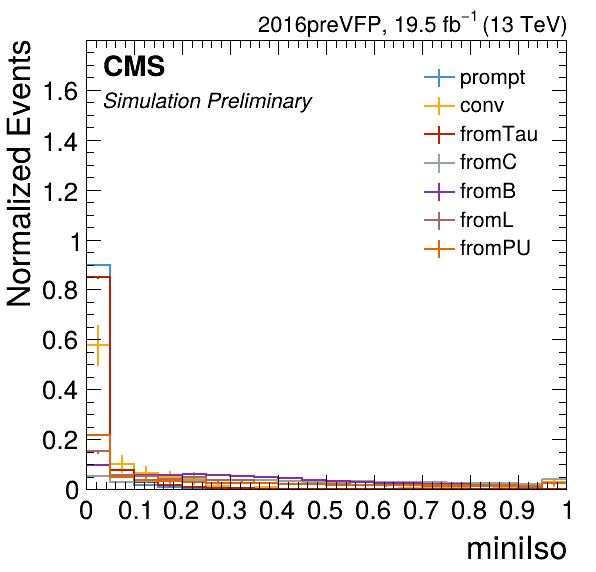 2016preVFP, 19.5 fb⁻¹ (13 TeV)
CMS
Simulation Preliminary
prompt
conv
fromTau
fromC
fromB
fromL
fromPU
Normalized Events
1.6
1.4
1.2
1
0.8
0.6
0.4
0.2
0
0 0.1 0.2 0.3 0.4 0.5 0.6 0.7 0.8 0.9 1
miniIso